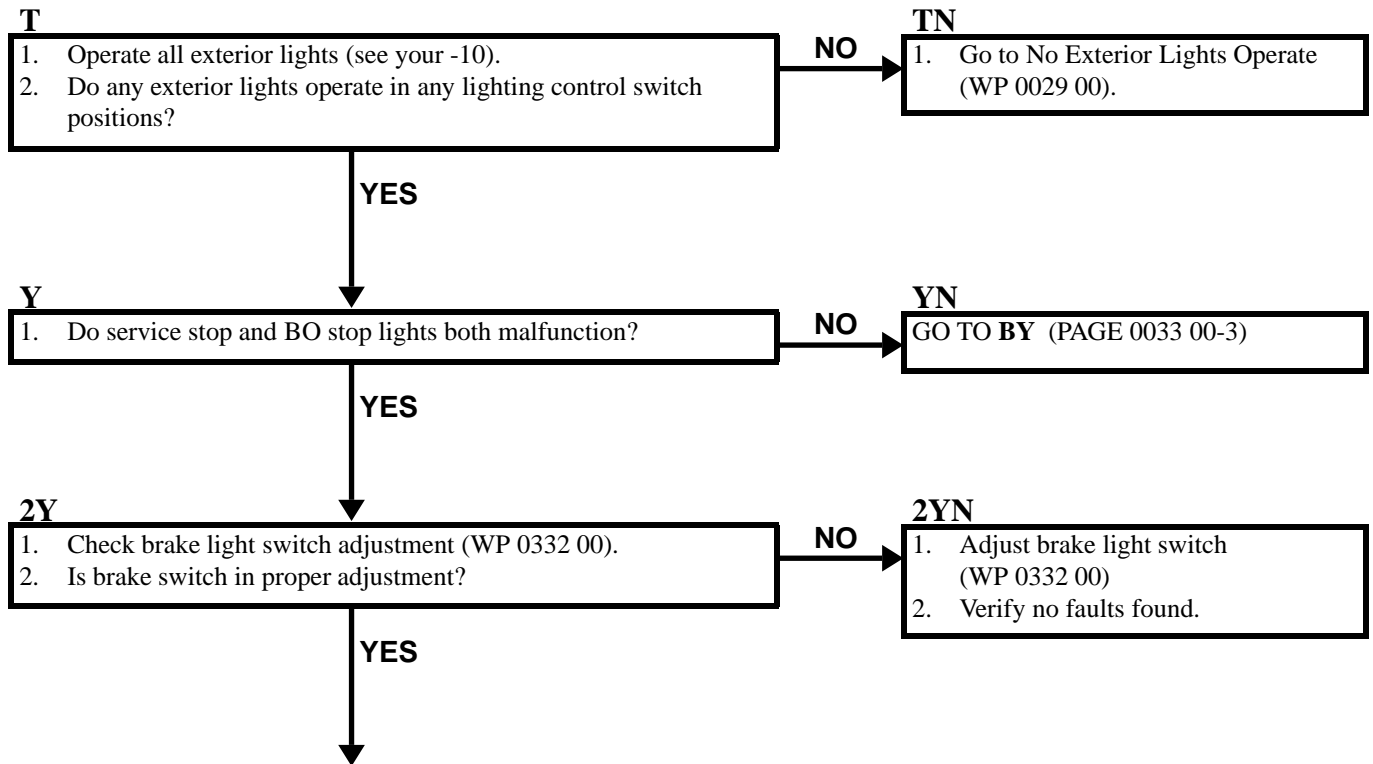 T
1. Operate all exterior lights (see your -10).
2. Do any exterior lights operate in any lighting control switch
positions?
NO
TN
1. Go to No Exterior Lights Operate
(WP 0029 00).
YES
Y
1. Do service stop and BO stop lights both malfunction?
NO
YN
GO TO BY (PAGE 0033 00-3)
YES
2Y
1. Check brake light switch adjustment (WP 0332 00).
2. Is brake switch in proper adjustment?
NO
2YN
1. Adjust brake light switch
(WP 0332 00)
2. Verify no faults found.
YES